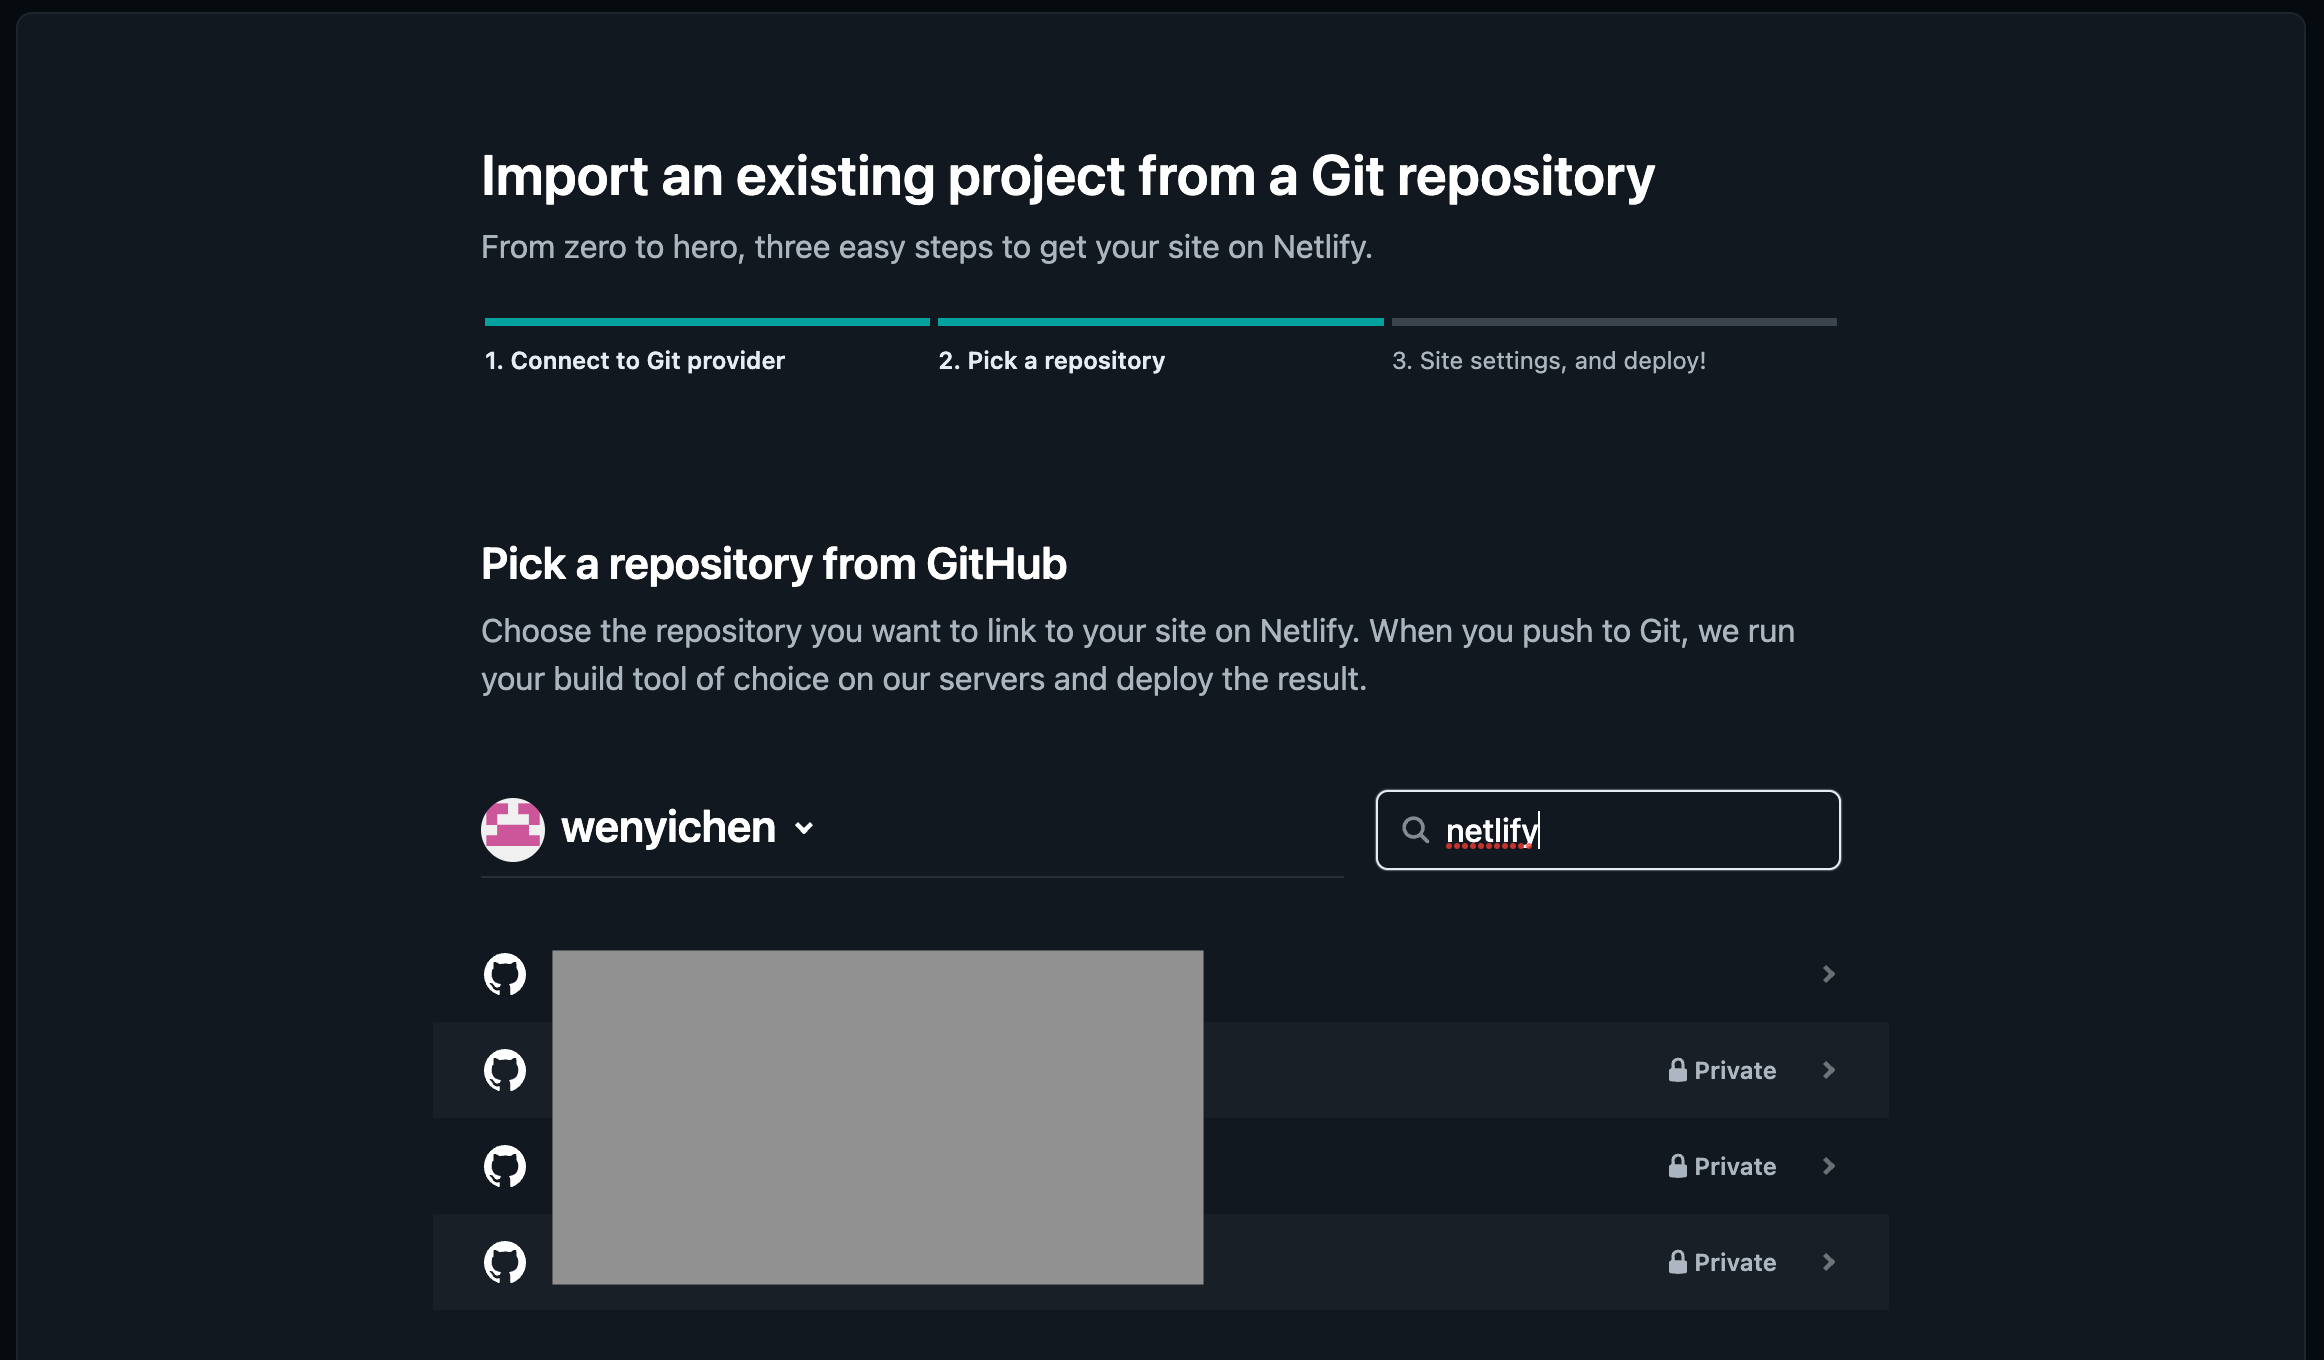 Import an existing project from a Git repository
From zero to hero, three easy steps to get your site on Netlify.
1. Connect to Git provider
2. Pick a repository
3. Site settings, and deploy!
Pick a repository from GitHub
Choose the repository you want to link to your site on Netlify. When you push to Git, we run
your build tool of choice on our servers and deploy the result.
wenyichen
netlify
Private
Private
Private